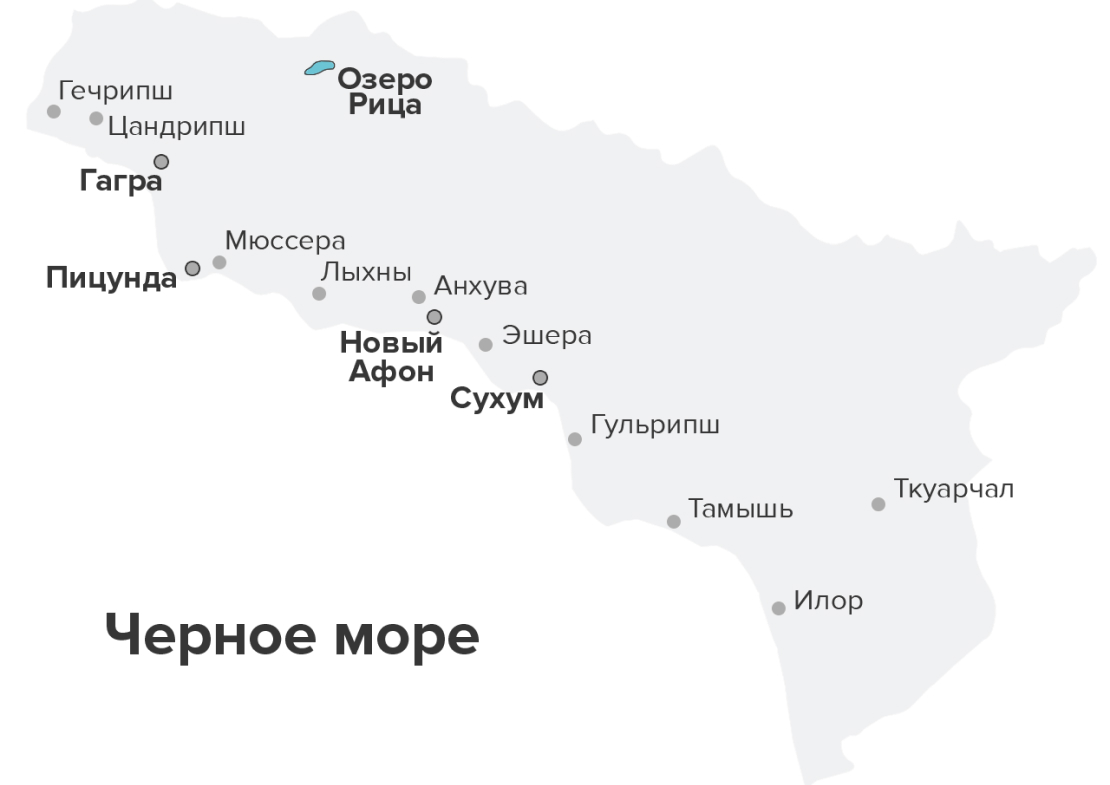 Озеро
Рица
Гечрипш
Цандрипш
Гагра
Мюссера
Пицунда
Лыхны
Анхува
Новый
Афон
Эшера
Сухум
Гульрипш
Ткуарчал
Тамышь
Илор
Черное море